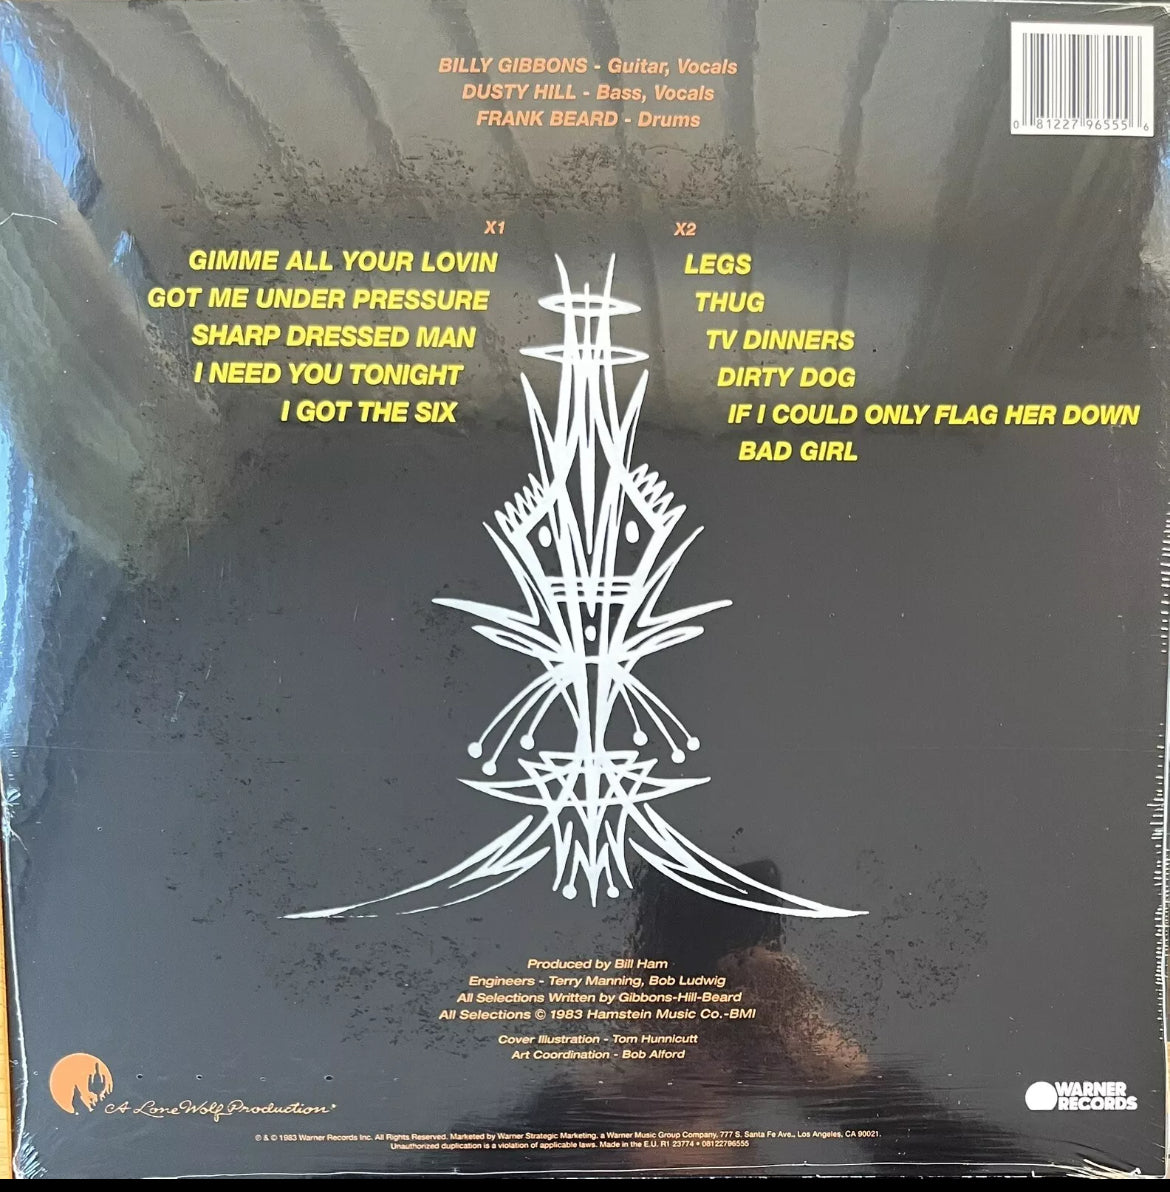 BILLY GIBBONS - Guitar, Vocals
DUSTY HILL - Bass, Vocals
FRANK BEARD - Drums
0 81227 96555 6
X1
GIMME ALL YOUR LOVIN
GOT ME UNDER PRESSURE
SHARP DRESSED MAN
I NEED YOU TONIGHT
I GOT THE SIX
X2
LEGS
THUG
TV DINNERS
DIRTY DOG
IF I COULD ONLY FLAG HER DOWN
BAD GIRL
Produced by Bill Ham
Engineers - Terry Manning, Bob Ludwig
All Selections Written by Gibbons-Hill-Beard
All Selections © 1983 Hamstein Music Co.-BMI
Cover Illustration - Tom Hunnicutt
Art Coordination - Bob Alford
A Lone Wolf Production
WARNER
RECORDS
℗ & © 1983 Warner Records Inc. All Rights Reserved. Marketed by Warner Strategic Marketing, a Warner Music Group Company, 777 S. Santa Fe Ave., Los Angeles, CA 90021.
Unauthorized duplication is a violation of applicable laws. Made in the E.U. R1 23774 • 08122796555